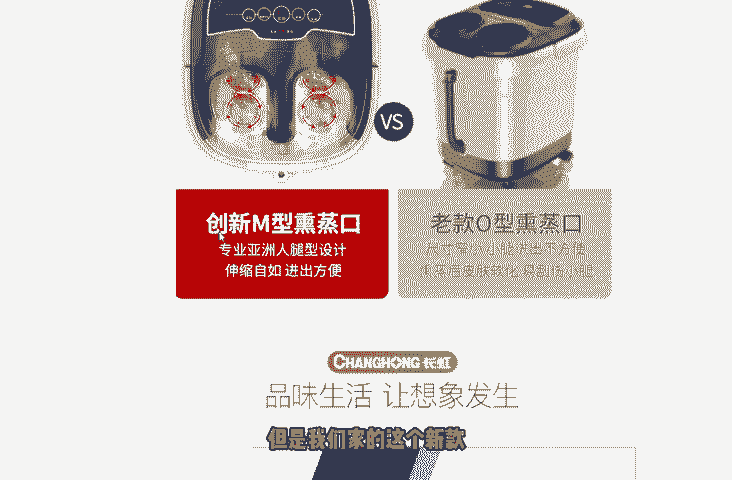 VS
创新M型熏蒸口
专业亚洲人腿型设计
伸缩自如 进出方便
老款O型熏蒸口
CHANGHONG 长虹
品味生活 让想象发生
但是我们家的这个新款